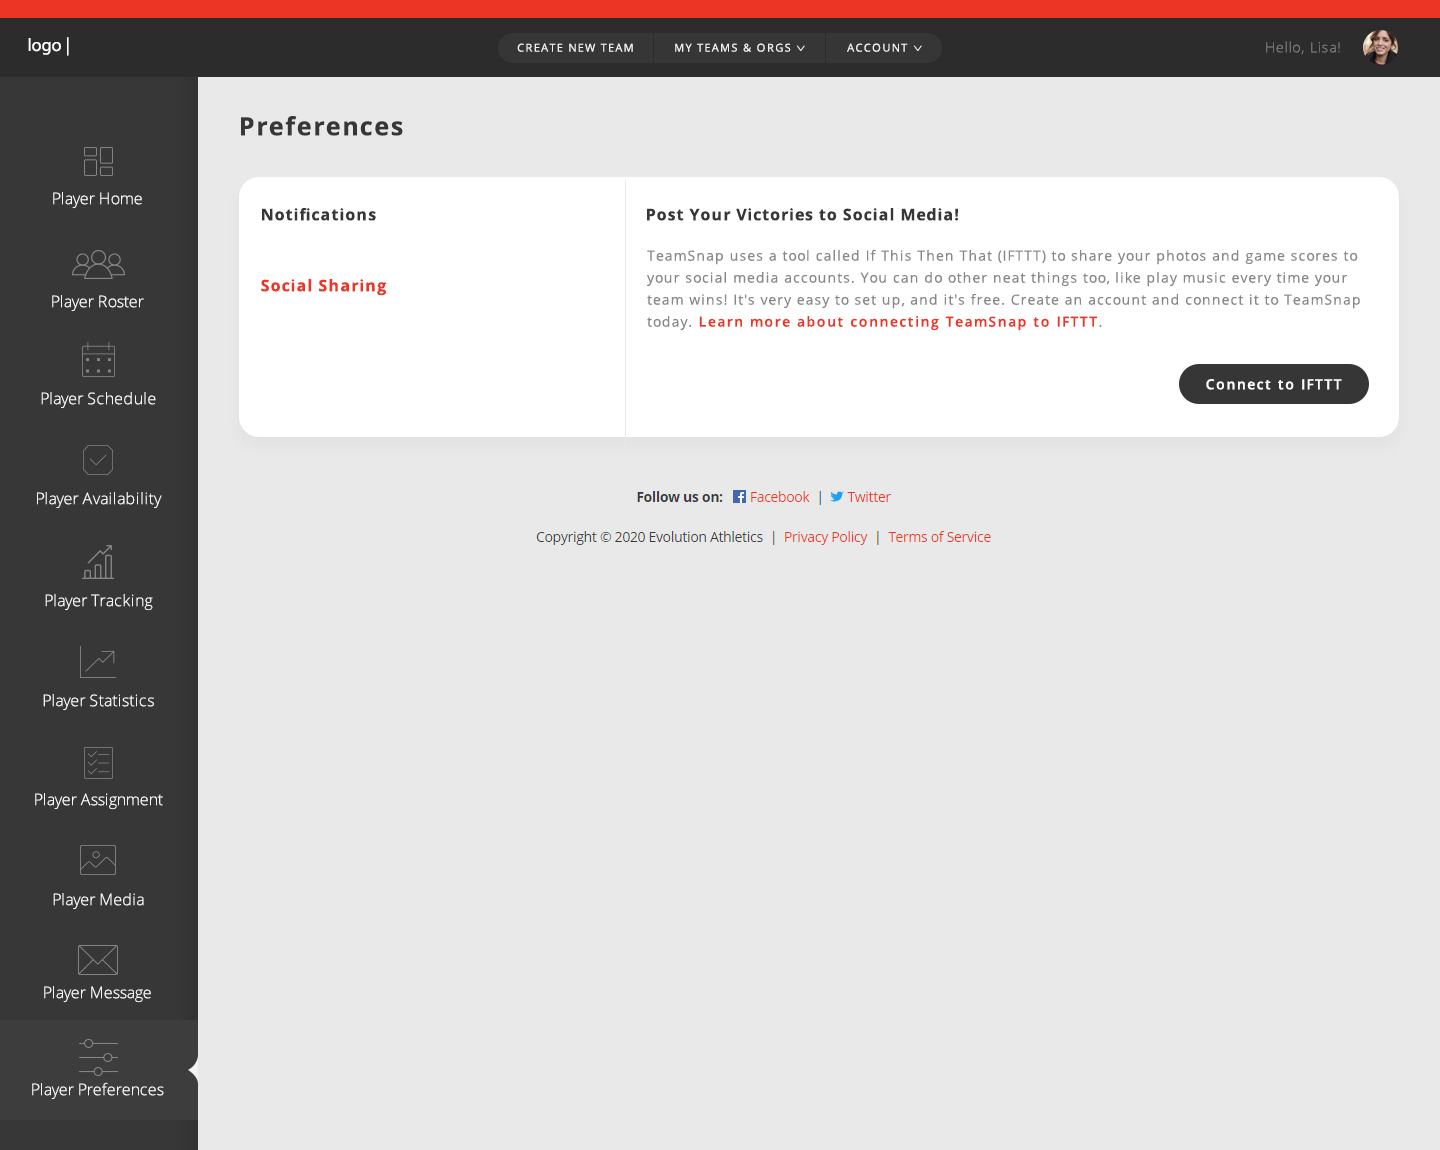 logo |
CREATE NEW TEAM
MY TEAMS & ORGS
ACCOUNT
Hello, Lisa!
Player Home
Player Roster
Player Schedule
Player Availability
Player Tracking
Player Statistics
Player Assignment
Player Media
Player Message
Player Preferences
Preferences
Notifications
Social Sharing
Post Your Victories to Social Media!
TeamSnap uses a tool called If This Then That (IFTTT) to share your photos and game scores to
your social media accounts. You can do other neat things too, like play music every time your
team wins! It's very easy to set up, and it's free. Create an account and connect it to TeamSnap
today. Learn more about connecting TeamSnap to IFTTT.
Connect to IFTTT
Follow us on: Facebook | Twitter
Copyright © 2020 Evolution Athletics | Privacy Policy | Terms of Service